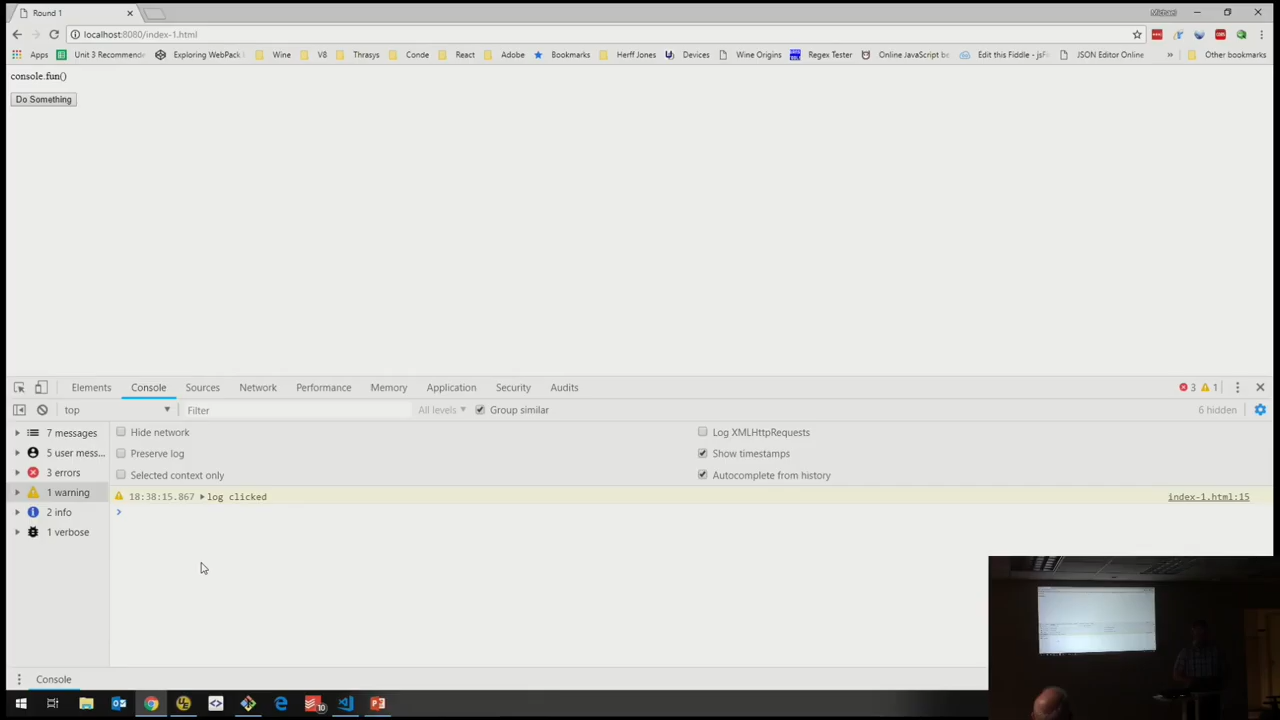 Round 1
Michael
localhost:8080/index-1.html
Apps
Unit 3 Recommende
Exploring WebPack
Wine
V8
Thrasys
Conde
React
Adobe
Bookmarks
Herff Jones
Devices
Wine Origins
Regex Tester
Online JavaScript be
Edit this Fiddle - jsF
JSON Editor Online
»
Other bookmarks
console.fun()
Do Something
Elements
Console
Sources
Network
Performance
Memory
Application
Security
Audits
3
1
top
Filter
All levels
Group similar
6 hidden
7 messages
5 user mess...
3 errors
1 warning
2 info
1 verbose
Hide network
Log XMLHttpRequests
Preserve log
Show timestamps
Selected context only
Autocomplete from history
18:38:15.867 log clicked
index-1.html:15
Console
10